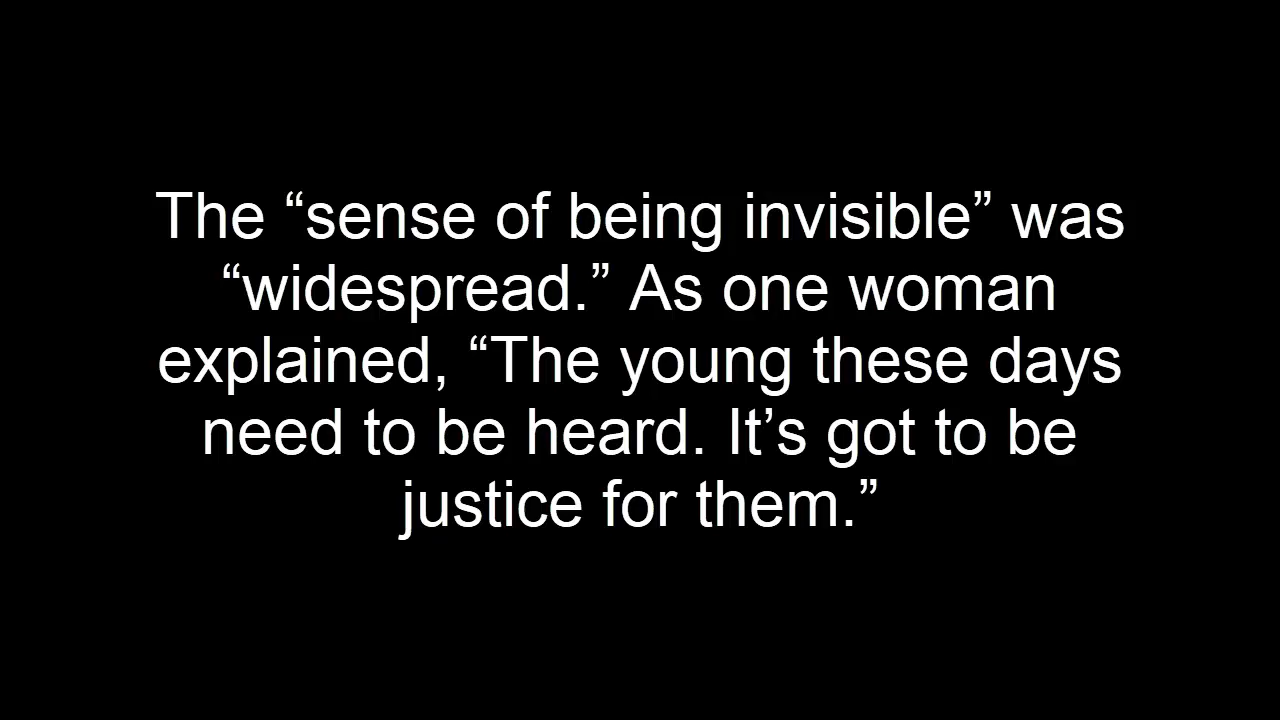 The “sense of being invisible” was
“widespread.” As one woman
explained, “The young these days
need to be heard. It’s got to be
justice for them.”